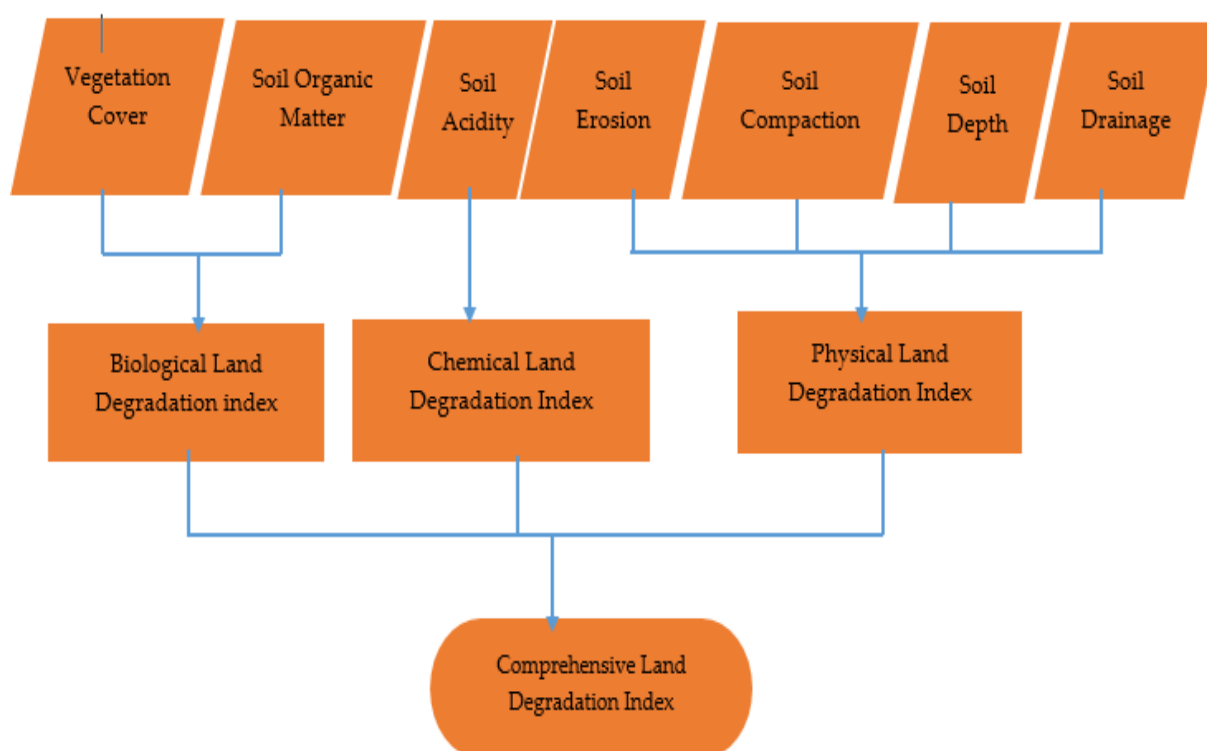 Vegetation
Cover
Soil Organic
Matter
Soil
Acidity
Soil
Erosion
Soil
Compaction
Soil
Depth
Soil
Drainage
Biological Land
Degradation index
Chemical Land
Degradation Index
Physical Land
Degradation Index
Comprehensive Land
Degradation Index